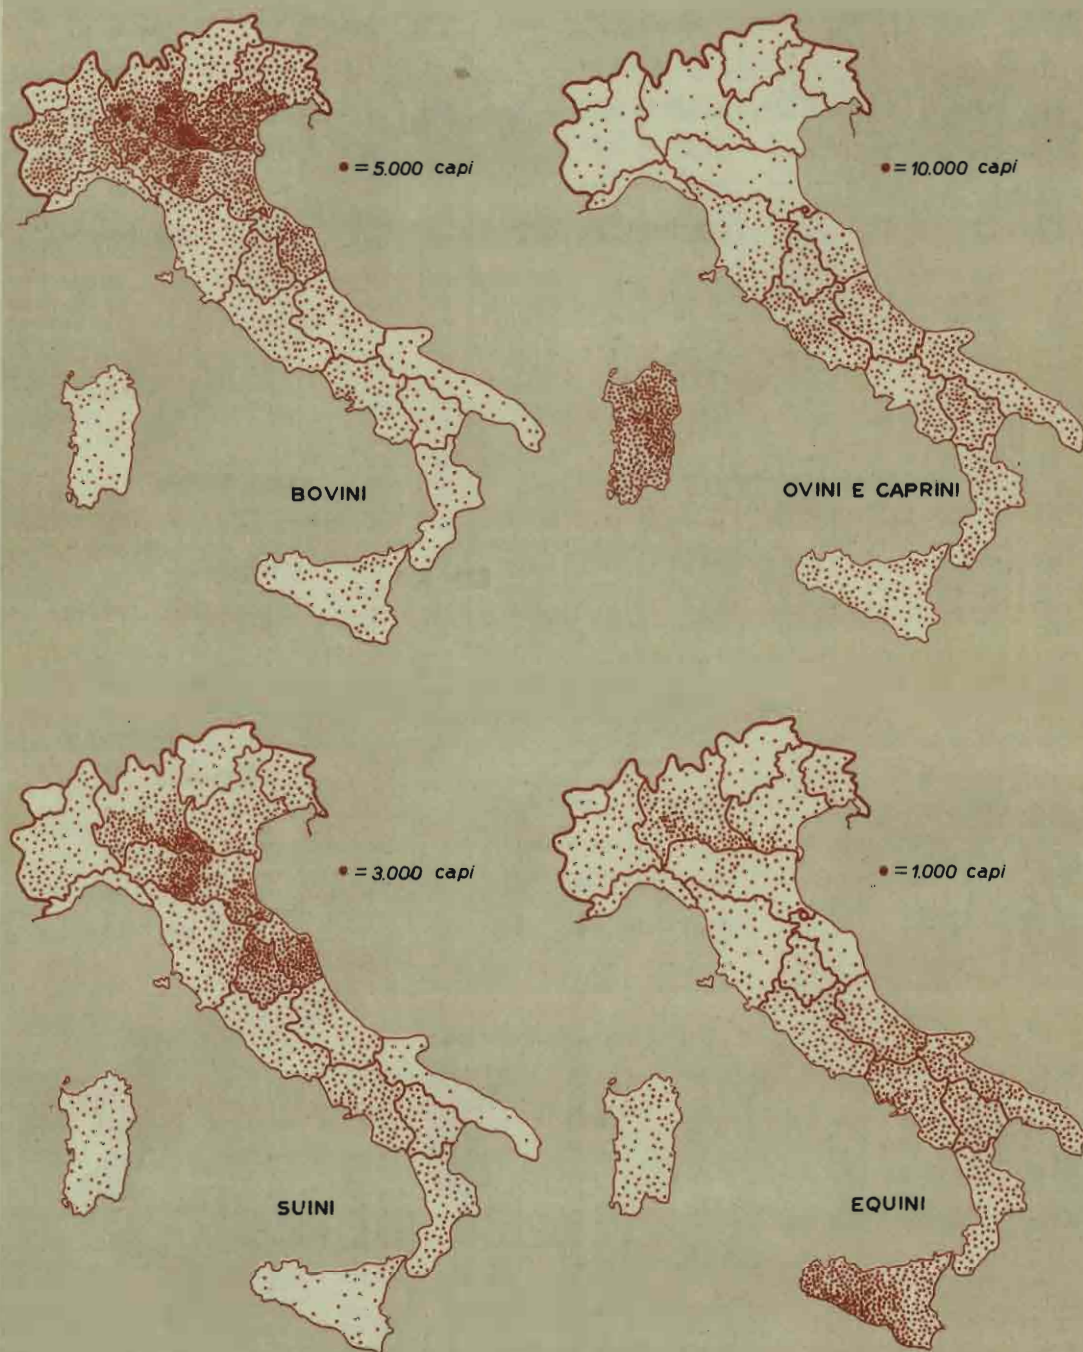 = 5.000 capi
= 10.000 capi
BOVINI
OVINI E CAPRINI
= 3.000 capi
= 1.000 capi
SUINI
EQUINI